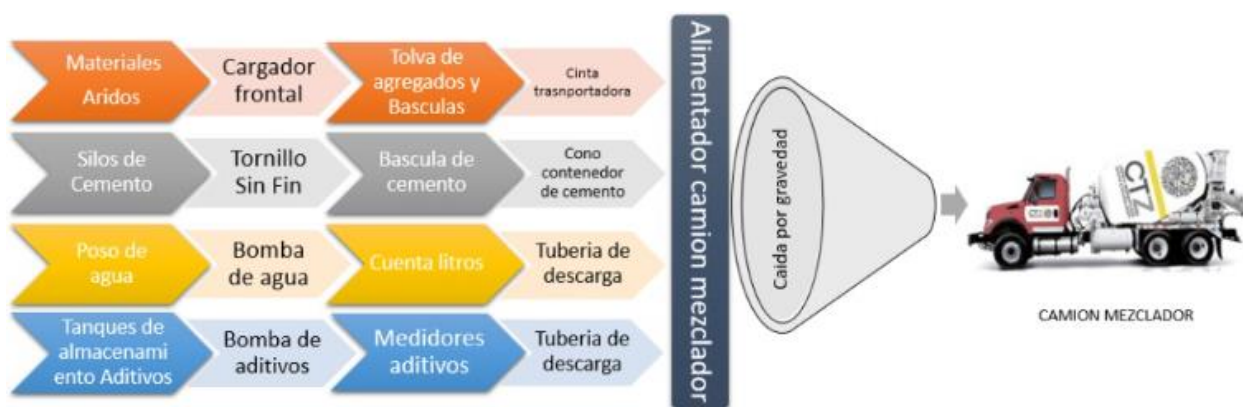 Materiales
Aridos
Cargador
frontal
Tolva de
agregados y
Basculas
Cinta
trasnportadora
Silos de
Cemento
Tornillo
Sin Fin
Bascula de
cemento
Cono
contenedor
de cemento
Poso de
agua
Bomba
de agua
Cuenta litros
Tuberia de
descarga
Tanques de
almacenami
ento Aditivos
Bomba de
aditivos
Medidores
aditivos
Tuberia de
descarga
Alimentador camion mezclador
Caida por gravedad
CTZ
CAMION MEZCLADOR